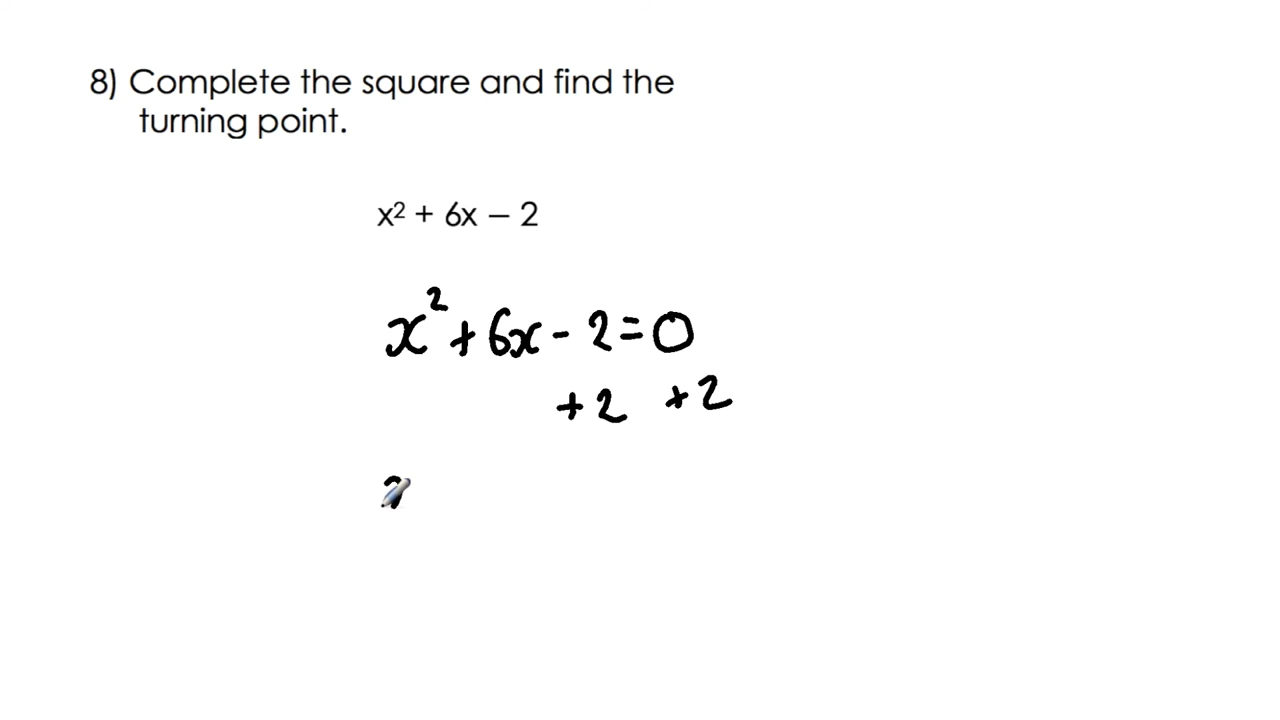 8) Complete the square and find the
turning point.
x² + 6x – 2
x² + 6x - 2 = 0
+2 +2